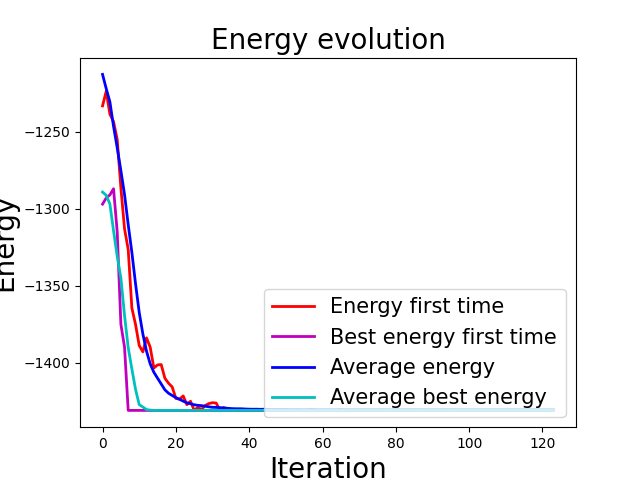 Energy evolution
Energy
−1250
−1300
−1350
−1400
Energy first time
Best energy first time
Average energy
Average best energy
0 20 40 60 80 100 120
Iteration